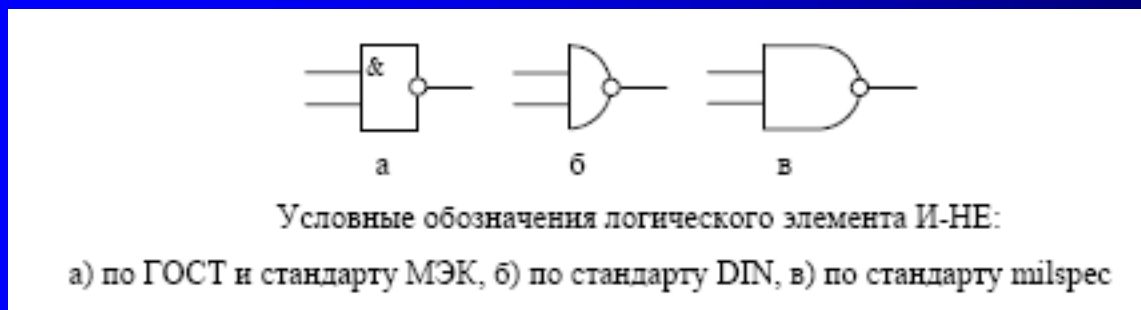 &
а б в
Условные обозначения логического элемента И-НЕ:
а) по ГОСТ и стандарту МЭК, б) по стандарту DIN, в) по стандарту milspec